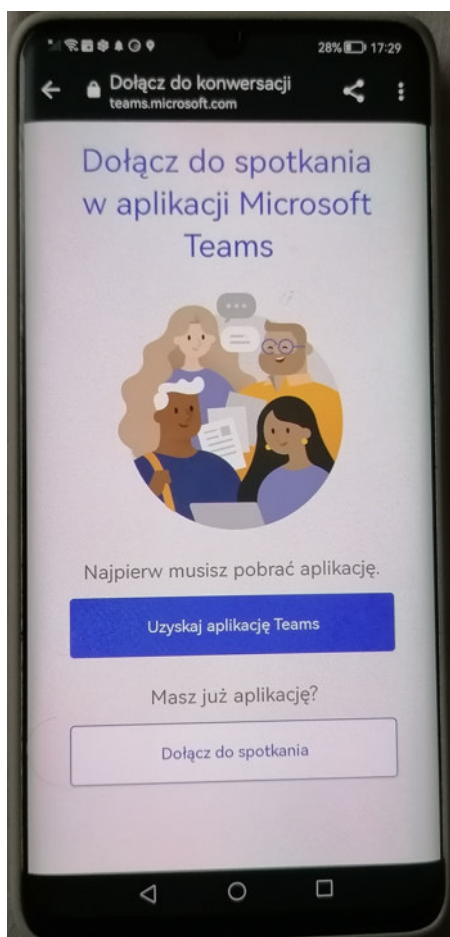 28% 17:29
Dołącz do konwersacji
teams.microsoft.com
Dołącz do spotkania
w aplikacji Microsoft
Teams
Najpierw musisz pobrać aplikację.
Uzyskaj aplikację Teams
Masz już aplikację?
Dołącz do spotkania